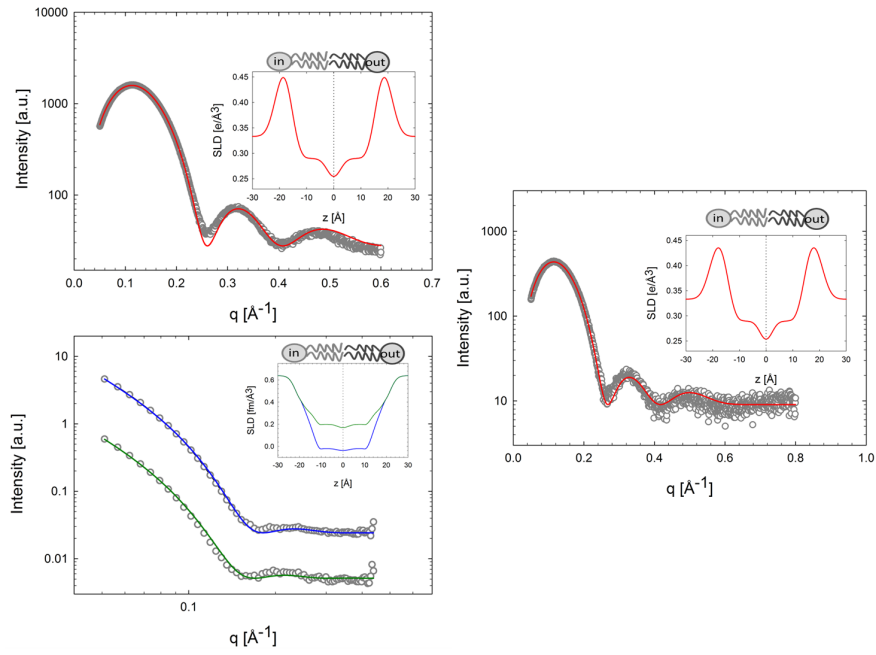 10000
1000
100
Intensity [a.u.]
0.0 0.1 0.2 0.3 0.4 0.5 0.6 0.7
q [Å-1]
in out
0.45
0.40
0.35
0.30
0.25
SLD [e/Å3]
-30 -20 -10 0 10 20 30
z [Å]
10
1
0.1
0.01
Intensity [a.u.]
0.1
q [Å-1]
in out
0.6
0.4
0.2
0.0
SLD [fm/Å3]
-30 -20 -10 0 10 20 30
z [Å]
1000
100
10
Intensity [a.u.]
0.0 0.2 0.4 0.6 0.8 1.0
q [Å-1]
in out
0.45
0.40
0.35
0.30
0.25
SLD [e/Å3]
-30 -20 -10 0 10 20 30
z [Å]